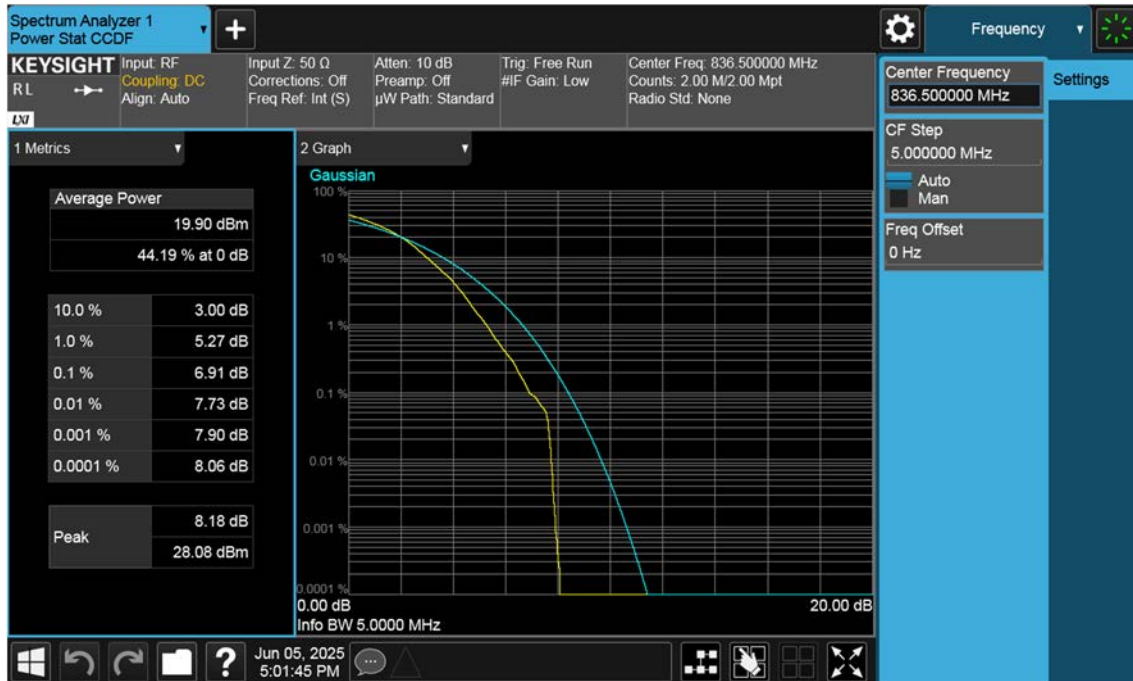 Spectrum Analyzer 1
Power Stat CCDF
Frequency
KEYSIGHT
RL
LXI
Input: RF
Coupling: DC
Align: Auto
Input Z: 50 Ω
Corrections: Off
Freq Ref: Int (S)
Atten: 10 dB
Preamp: Off
µW Path: Standard
Trig: Free Run
#IF Gain: Low
Center Freq: 836.500000 MHz
Counts: 2.00 M/2.00 Mpt
Radio Std: None
Center Frequency
836.500000 MHz
Settings
CF Step
5.000000 MHz
Auto
Man
Freq Offset
0 Hz
1 Metrics
Average Power
19.90 dBm
44.19 % at 0 dB
10.0 % 3.00 dB
1.0 % 5.27 dB
0.1 % 6.91 dB
0.01 % 7.73 dB
0.001 % 7.90 dB
0.0001 % 8.06 dB
Peak
8.18 dB
28.08 dBm
2 Graph
Gaussian
100 %
10 %
1 %
0.1 %
0.01 %
0.001 %
0.0001 %
0.00 dB 20.00 dB
Info BW 5.0000 MHz
?
Jun 05, 2025
5:01:45 PM